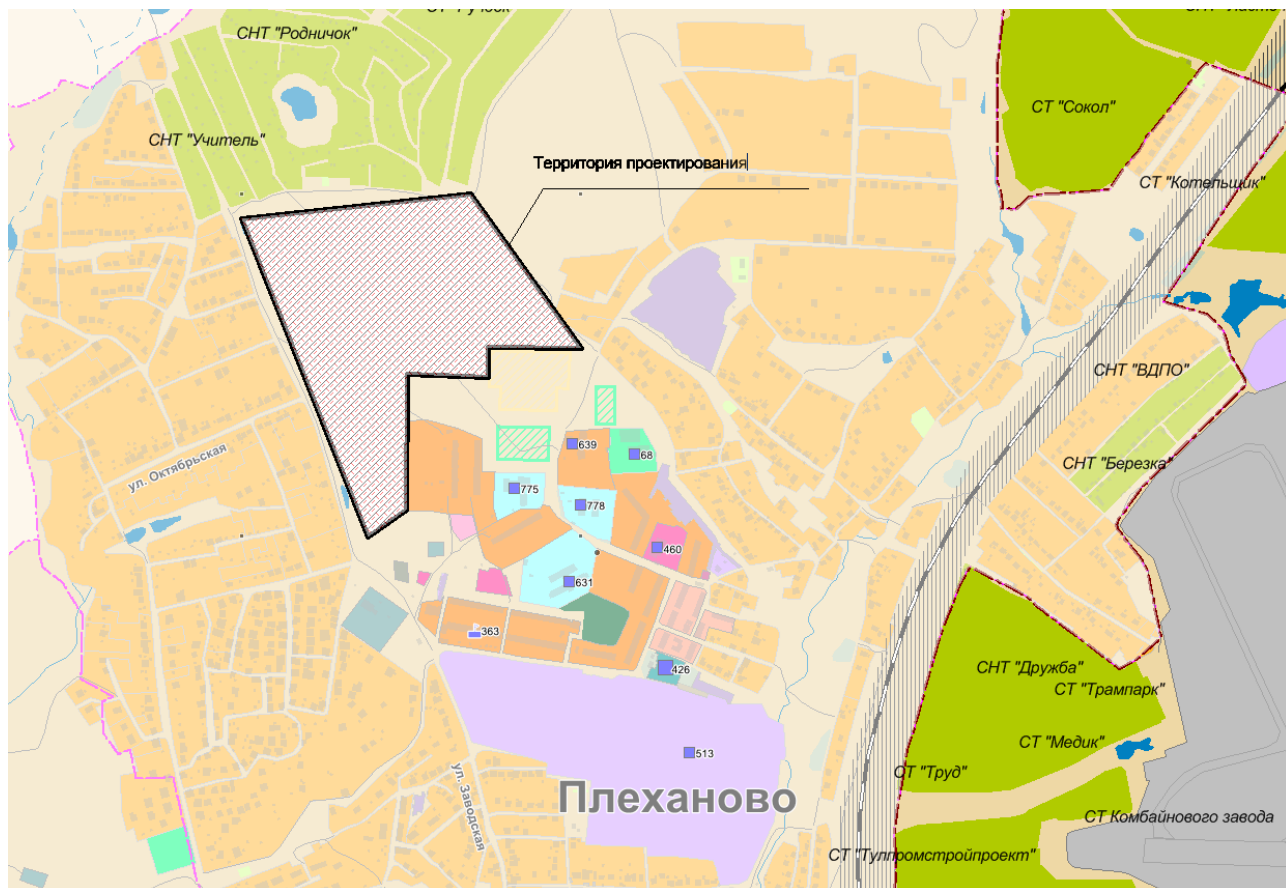 СНТ "Родничок"
СНТ "Учитель"
СТ "Сокол"
Территория проектирования
СТ "Котельщик"
СНТ "ВДПО"
ул. Октябрьская
639
68
СНТ "Березка"
775
778
460
631
363
426
СНТ "Дружба"
СТ "Трампарк"
СТ "Медик"
513
СТ "Труд"
ул. Заводская
Плеханово
СТ Комбайнового завода
СТ "Тулпромстройпроект"